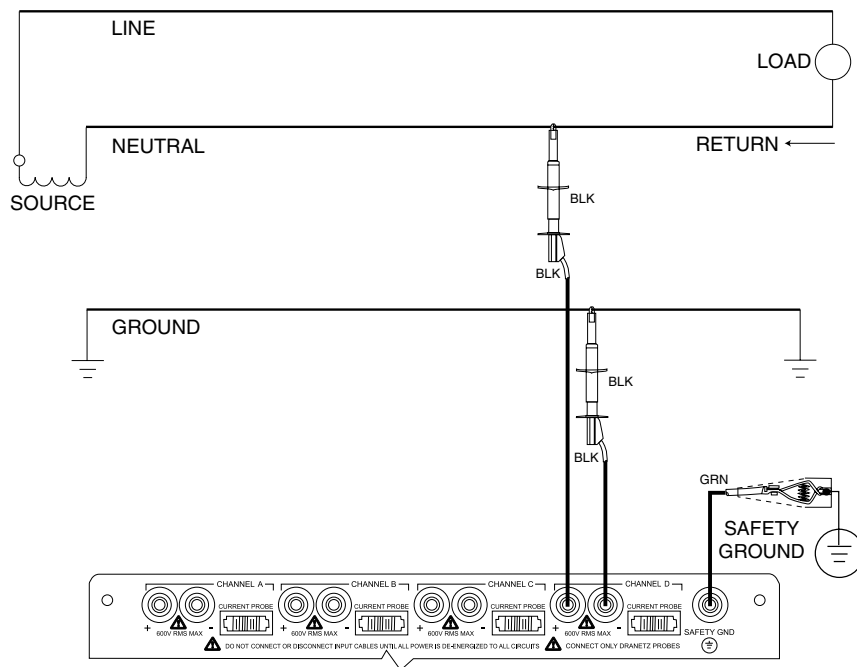 LINE
LOAD
NEUTRAL
RETURN
SOURCE
BLK
BLK
GROUND
BLK
BLK
GRN
SAFETY
GROUND
CHANNEL A
CHANNEL B
CHANNEL C
CHANNEL D
CURRENT PROBE
CURRENT PROBE
CURRENT PROBE
CURRENT PROBE
+ -
+ -
+ -
+ -
600V RMS MAX
600V RMS MAX
600V RMS MAX
600V RMS MAX
SAFETY GND
DO NOT CONNECT OR DISCONNECT INPUT CABLES UNTIL ALL POWER IS DE-ENERGIZED TO ALL CIRCUITS
CONNECT ONLY DRANETZ PROBES